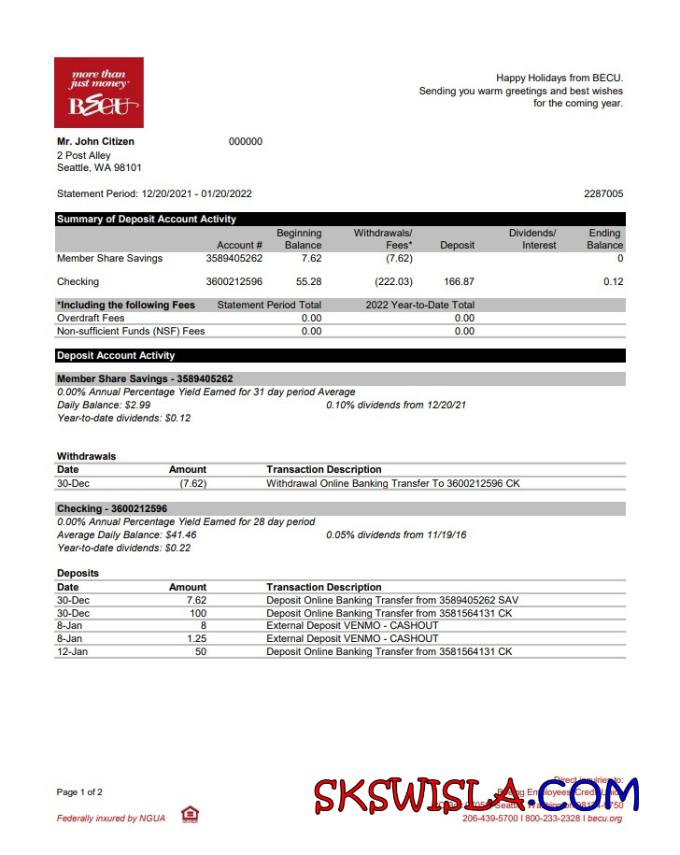 more than
just money
BECU
Happy Holidays from BECU.
Sending you warm greetings and best wishes
for the coming year.
Mr. John Citizen 000000
2 Post Alley
Seattle, WA 98101
Statement Period: 12/20/2021 - 01/20/2022 2287005
Summary of Deposit Account Activity
Beginning Withdrawals/ Dividends/ Ending
Account # Balance Fees* Deposit Interest Balance
Member Share Savings 3589405262 7.62 (7.62) 0
Checking 3600212596 55.28 (222.03) 166.87 0.12
*Including the following Fees Statement Period Total 2022 Year-to-Date Total
Overdraft Fees 0.00 0.00
Non-sufficient Funds (NSF) Fees 0.00 0.00
Deposit Account Activity
Member Share Savings - 3589405262
0.00% Annual Percentage Yield Earned for 31 day period Average
Daily Balance: $2.99 0.10% dividends from 12/20/21
Year-to-date dividends: $0.12
Withdrawals
Date Amount Transaction Description
30-Dec (7.62) Withdrawal Online Banking Transfer To 3600212596 CK
Checking - 3600212596
0.00% Annual Percentage Yield Earned for 28 day period
Average Daily Balance: $41.46 0.05% dividends from 11/19/16
Year-to-date dividends: $0.22
Deposits
Date Amount Transaction Description
30-Dec 7.62 Deposit Online Banking Transfer from 3589405262 SAV
30-Dec 100 Deposit Online Banking Transfer from 3581564131 CK
8-Jan 8 External Deposit VENMO - CASHOUT
8-Jan 1.25 External Deposit VENMO - CASHOUT
12-Jan 50 Deposit Online Banking Transfer from 3581564131 CK
Direct inquiries to:
Page 1 of 2
SKSWISLA.COM
Federally insured by NGUA
206-439-5700 I 800-233-2328 I becu.org